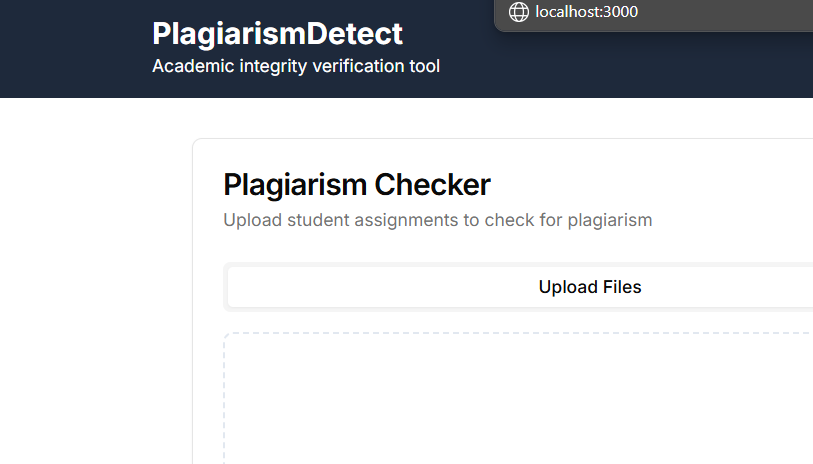 PlagiarismDetect
Academic integrity verification tool
localhost:3000
Plagiarism Checker
Upload student assignments to check for plagiarism
Upload Files